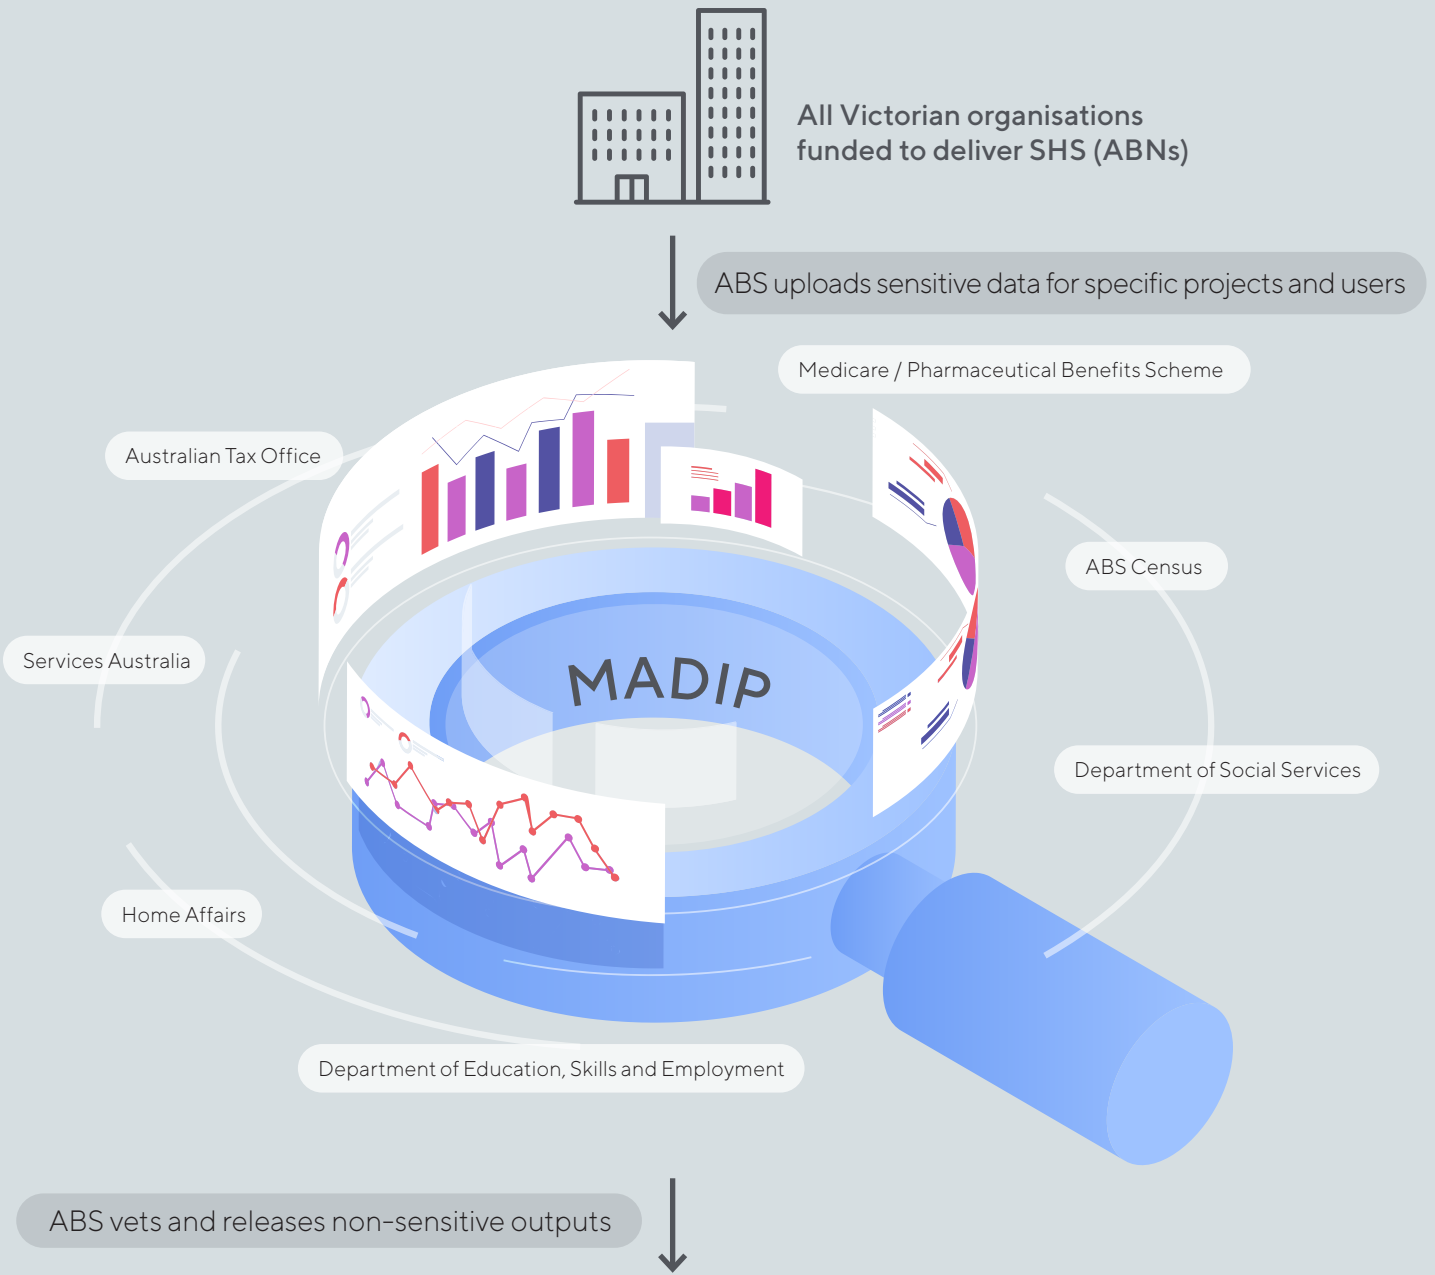 All Victorian organisations
funded to deliver SHS (ABNs)
ABS uploads sensitive data for specific projects and users
Medicare / Pharmaceutical Benefits Scheme
Australian Tax Office
ABS Census
Services Australia
MADIP
Department of Social Services
Home Affairs
Department of Education, Skills and Employment
ABS vets and releases non-sensitive outputs